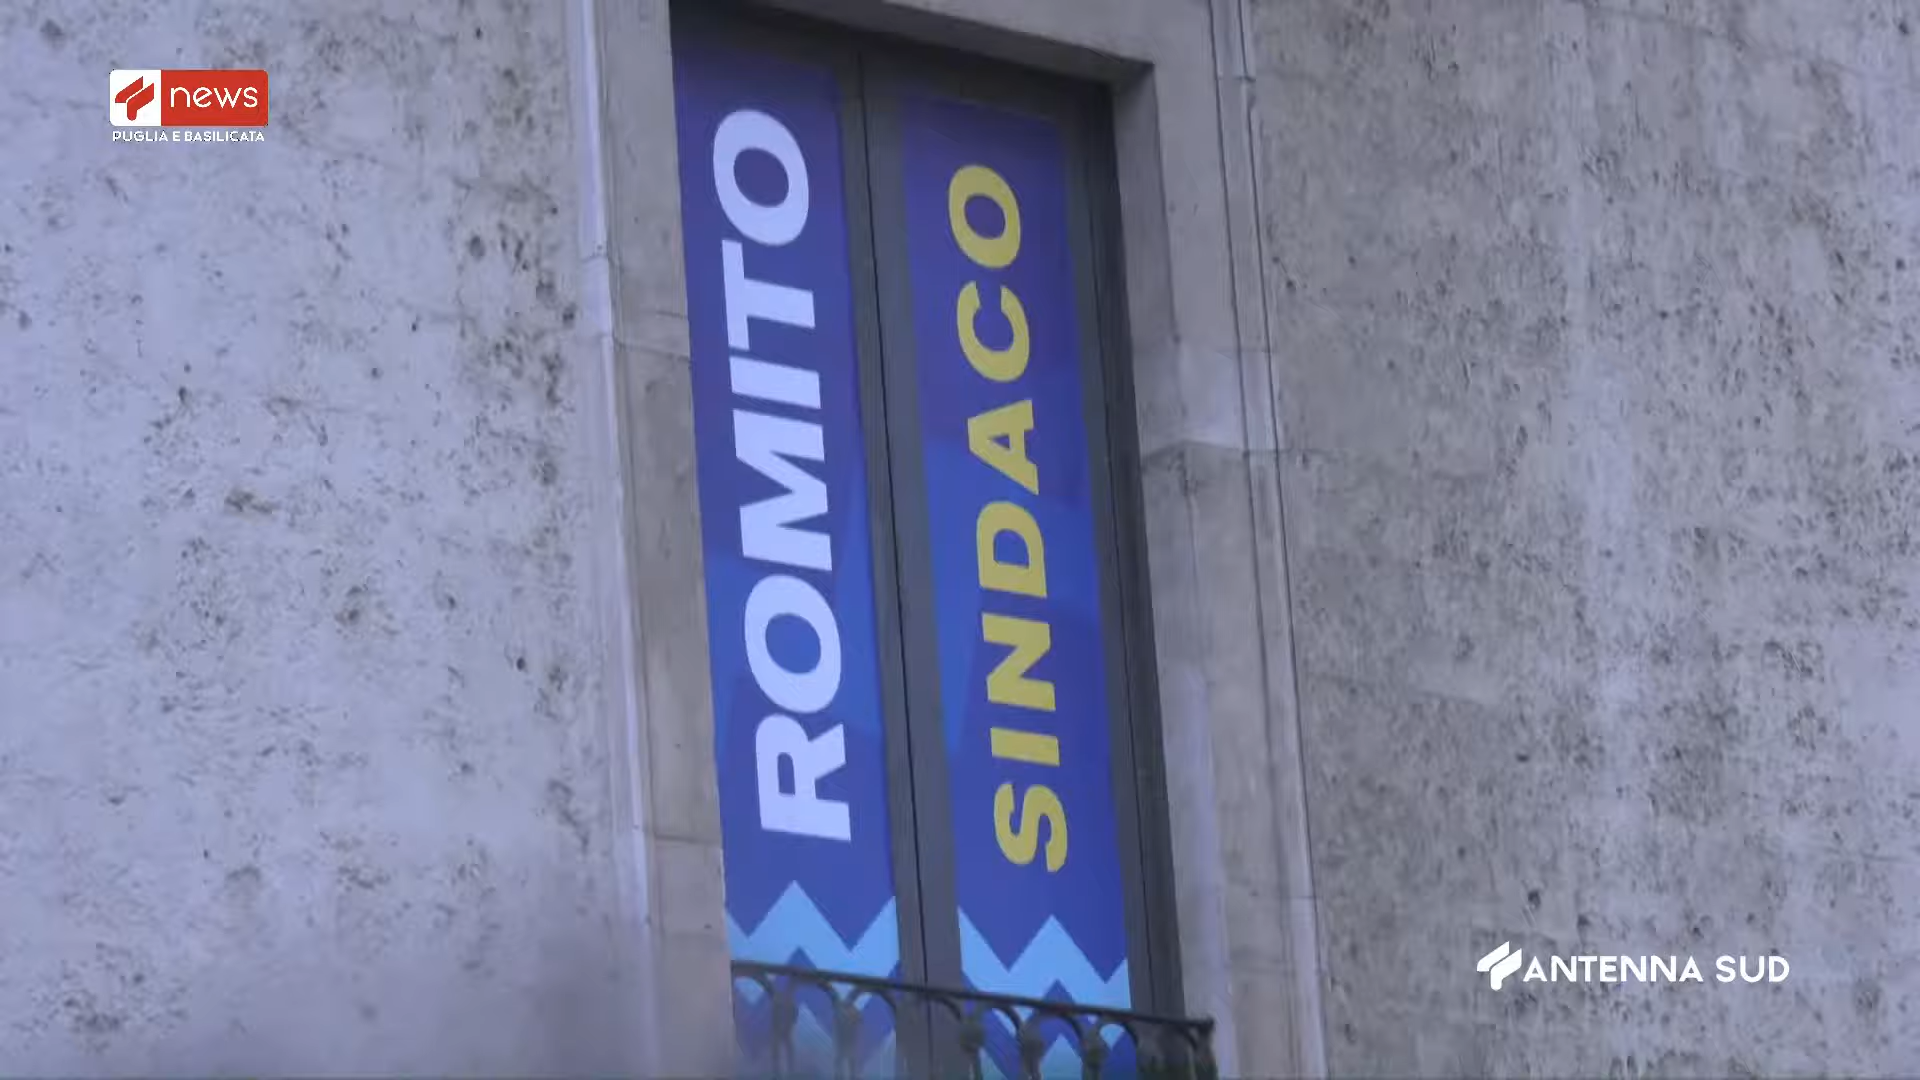 news
PUGLIA E BASILICATA
ROMITO
SINDACO
ANTENNA SUD